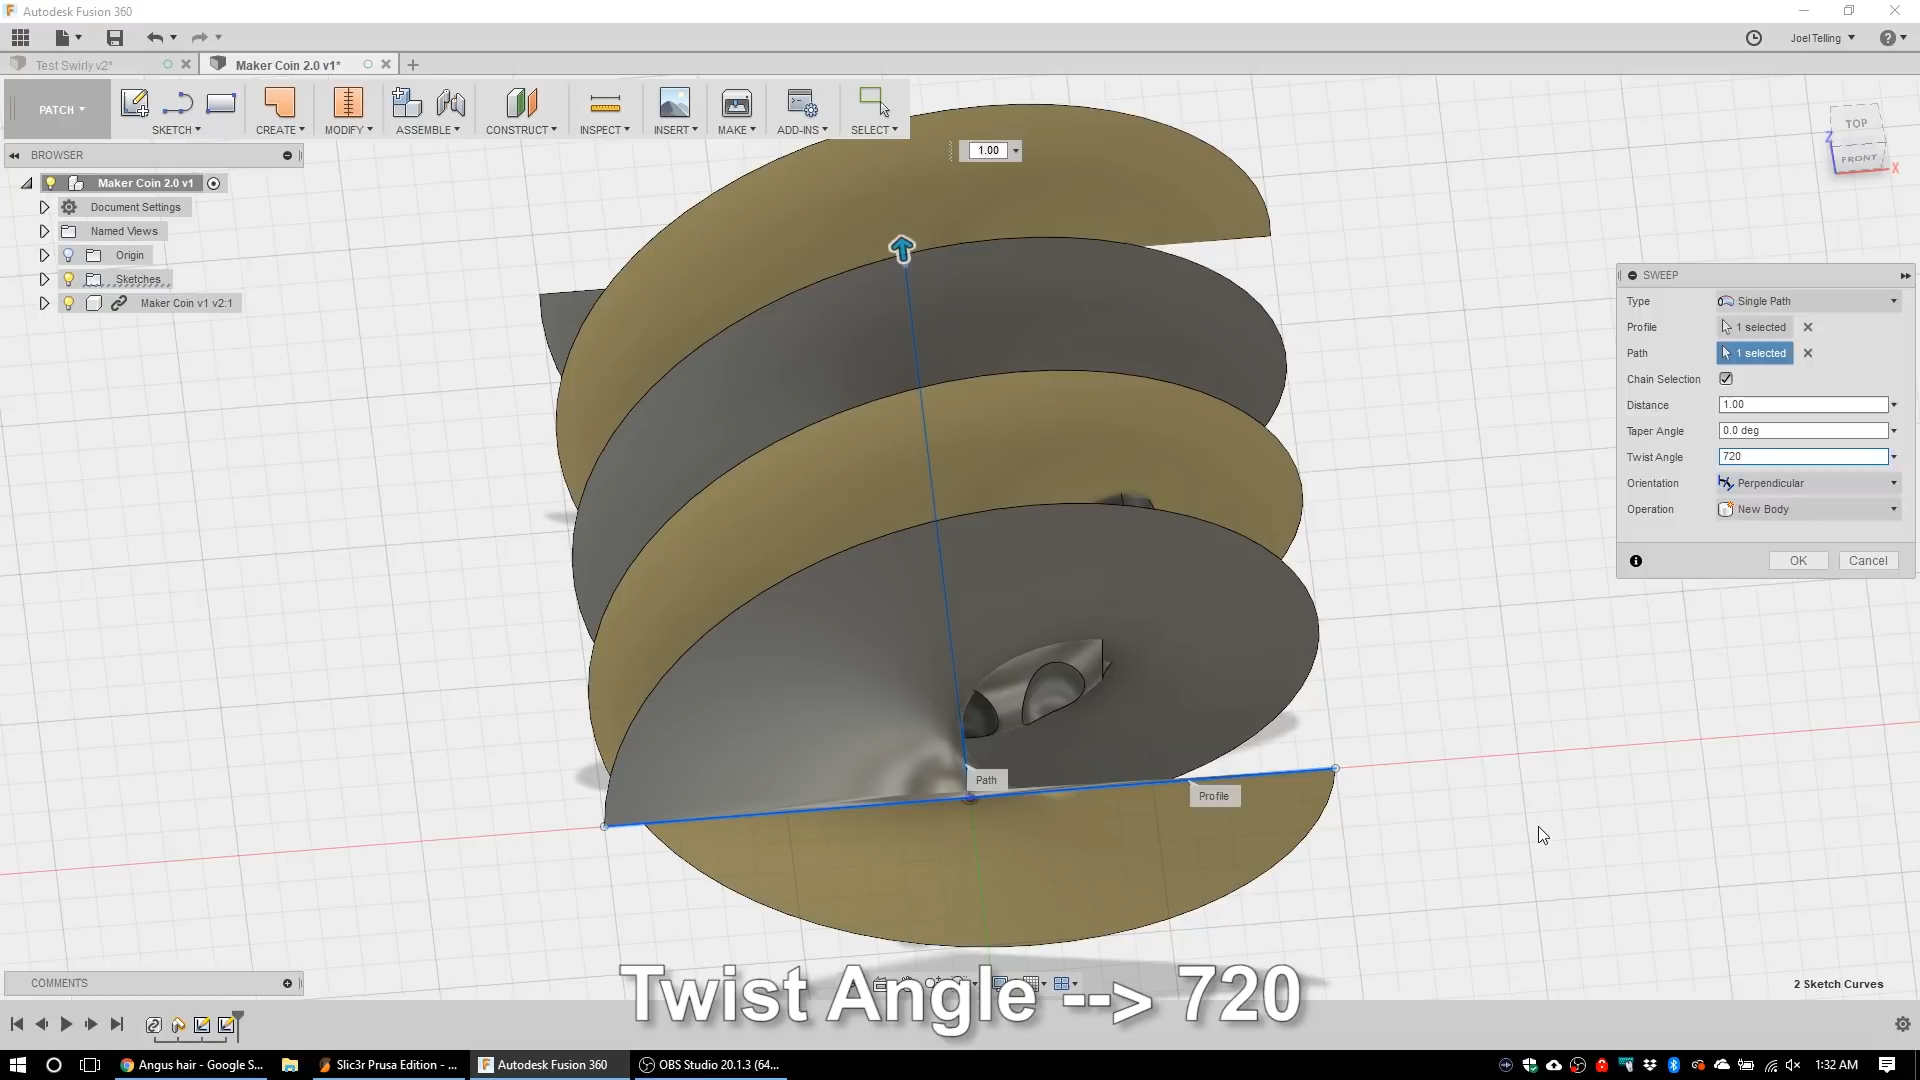 Autodesk Fusion 360
Joel Telling
Test Swirly v2*
Maker Coin 2.0 v1*
PATCH
SKETCH
CREATE
MODIFY
ASSEMBLE
CONSTRUCT
INSPECT
INSERT
MAKE
ADD-INS
SELECT
BROWSER
Maker Coin 2.0 v1
Document Settings
Named Views
Origin
Sketches
Maker Coin v1 v2:1
1.00
TOP
FRONT
Z
X
SWEEP
Type Single Path
Profile 1 selected
Path 1 selected
Chain Selection
Distance 1.00
Taper Angle 0.0 deg
Twist Angle 720
Orientation Perpendicular
Operation New Body
OK Cancel
Path
Profile
COMMENTS
2 Sketch Curves
Twist Angle --> 720
Angus hair - Google S...
Slic3r Prusa Edition - ...
Autodesk Fusion 360
OBS Studio 20.1.3 (64...
1:32 AM